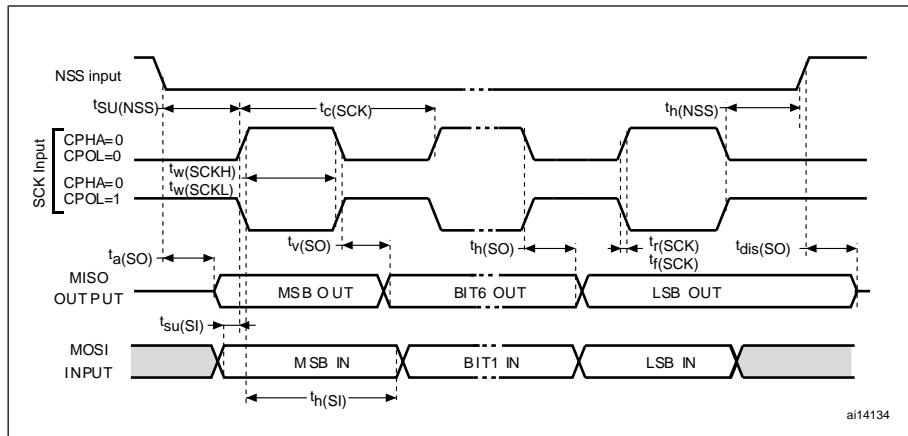 NSS input
tSU(NSS)
tc(SCK)
th(NSS)
SCK Input
CPHA=0
CPOL=0
tw(SCKH)
tw(SCKL)
CPHA=0
CPOL=1
ta(SO)
tv(SO)
th(SO)
tr(SCK)
tf(SCK)
tdis(SO)
MISO
OUTPUT
MSB OUT
BIT6 OUT
LSB OUT
tsu(SI)
MOSI
INPUT
MSB IN
BIT1 IN
LSB IN
th(SI)
ai14134